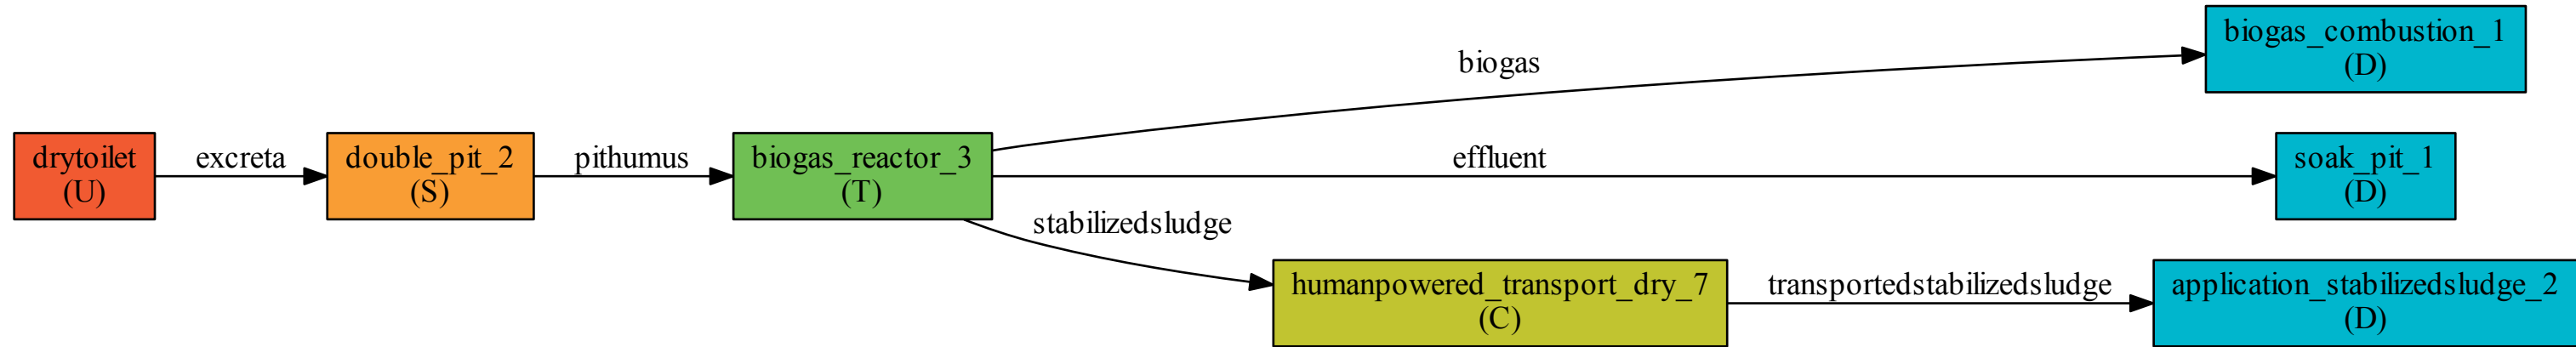 drytoilet
(U)
excreta
double_pit_2
(S)
pithumus
biogas_reactor_3
(T)
biogas
biogas_combustion_1
(D)
effluent
soak_pit_1
(D)
stabilizedsludge
humanpowered_transport_dry_7
(C)
transportedstabilizedsludge
application_stabilizedsludge_2
(D)